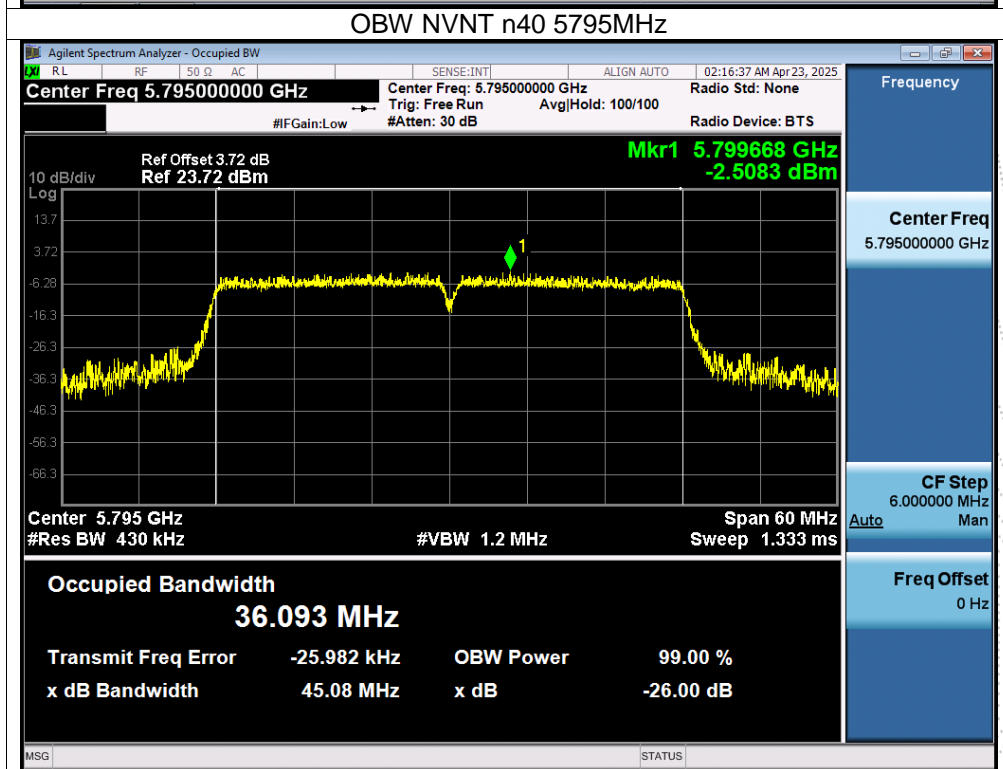 OBW NVNT n40 5795MHz
Agilent Spectrum Analyzer - Occupied BW
LXI RL RF 50 Ω AC SENSE:INT ALIGN AUTO 02:16:37 AM Apr 23, 2025
Center Freq 5.795000000 GHz Center Freq: 5.795000000 GHz Radio Std: None
Trig: Free Run Avg|Hold: 100/100
#IFGain:Low #Atten: 30 dB Radio Device: BTS
Frequency
Mkr1 5.799668 GHz
-2.5083 dBm
Ref Offset 3.72 dB
10 dB/div Ref 23.72 dBm
Log
13.7
3.72
-6.28
-16.3
-26.3
-36.3
-46.3
-56.3
-66.3
1
Center 5.795 GHz Span 60 MHz
#Res BW 430 kHz #VBW 1.2 MHz Sweep 1.333 ms
Center Freq
5.795000000 GHz
CF Step
6.000000 MHz
Auto Man
Freq Offset
0 Hz
Occupied Bandwidth
36.093 MHz
Transmit Freq Error -25.982 kHz OBW Power 99.00 %
x dB Bandwidth 45.08 MHz x dB -26.00 dB
MSG STATUS